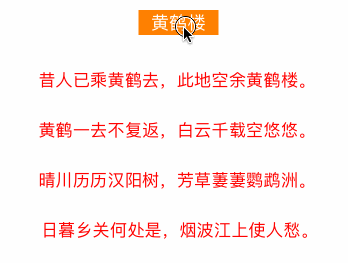 黄鹤楼
昔人已乘黄鹤去，此地空余黄鹤楼。
黄鹤一去不复返，白云千载空悠悠。
晴川历历汉阳树，芳草萋萋鹦鹉洲。
日暮乡关何处是，烟波江上使人愁。